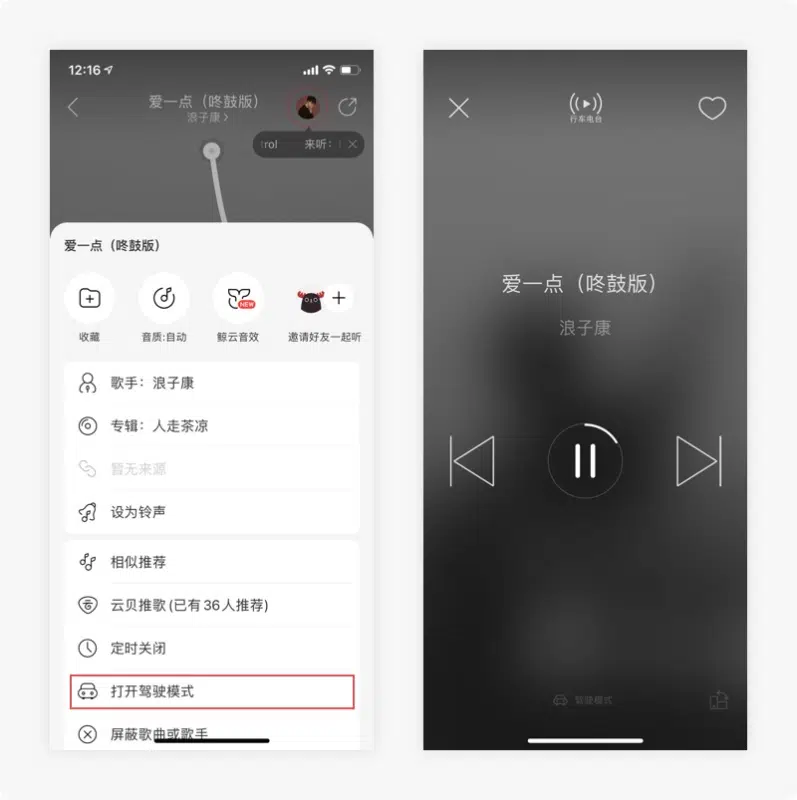 12:16
爱一点（咚鼓版）
浪子康
trol 来听：
爱一点（咚鼓版）
收藏
音质:自动
NEW
鲸云音效
邀请好友一起听
歌手：浪子康
专辑：人走茶凉
暂无来源
设为铃声
相似推荐
云贝推歌(已有36人推荐)
定时关闭
打开驾驶模式
屏蔽歌曲或歌手
行车电台
爱一点（咚鼓版）
浪子康
驾驶模式